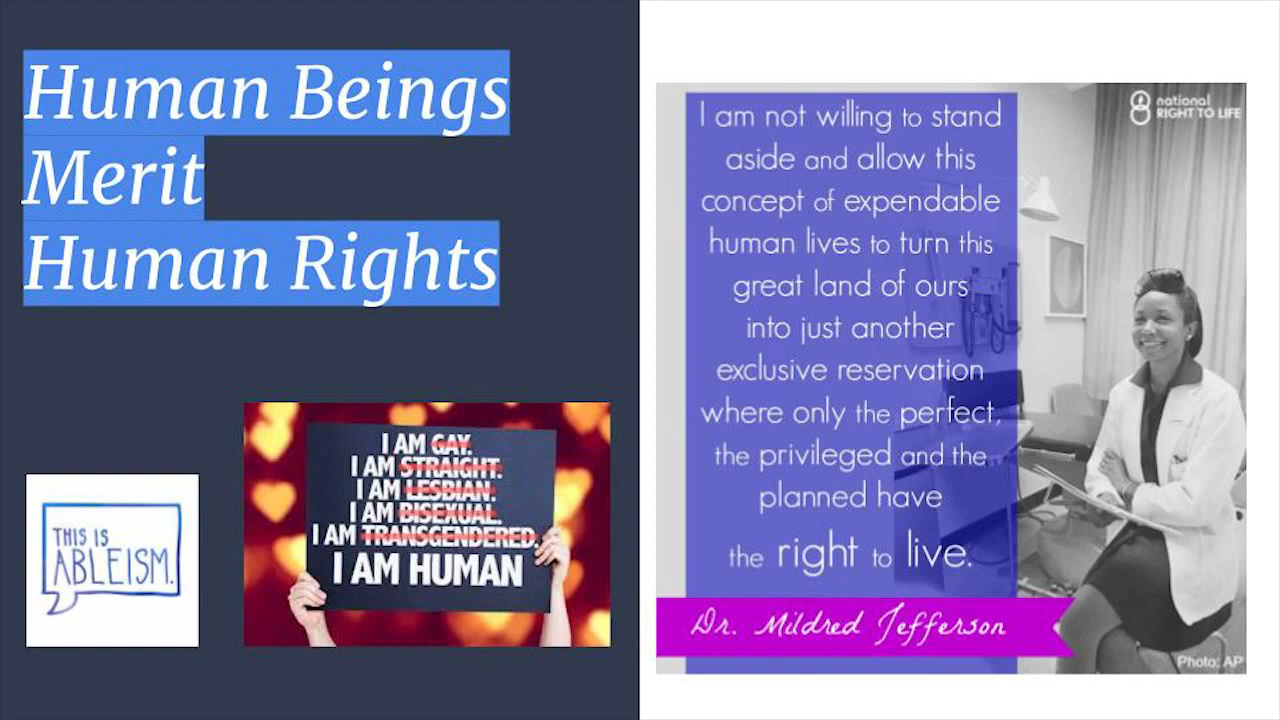 Human Beings
Merit
Human Rights
THIS IS
ABLEISM.
I AM GAY.
I AM STRAIGHT.
I AM LESBIAN.
I AM BISEXUAL.
I AM TRANSGENDERED.
I AM HUMAN
national
RIGHT TO LIFE
I am not willing to stand
aside and allow this
concept of expendable
human lives to turn this
great land of ours
into just another
exclusive reservation
where only the perfect,
the privileged and the
planned have
the right to live.
Dr. Mildred Jefferson
Photo: AP